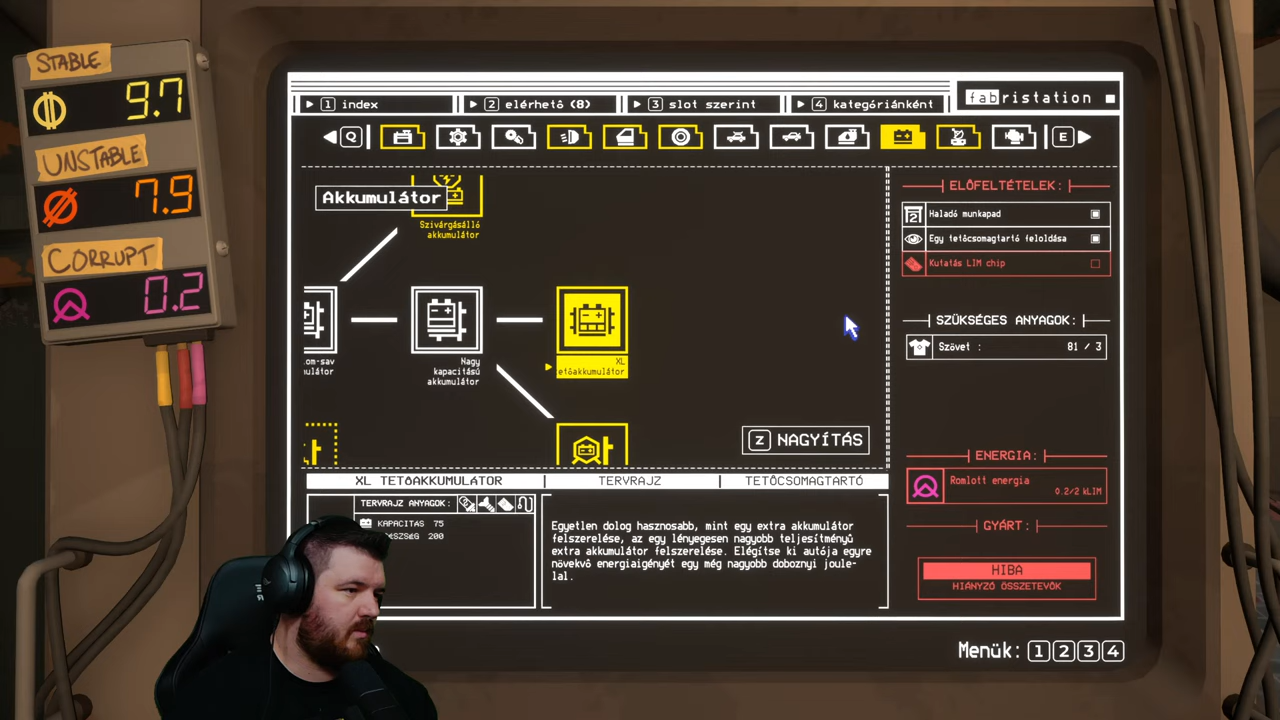 STABLE
9.7
UNSTABLE
7.9
CORRUPT
0.2
1 index
2 elérhető (8)
3 slot szerint
4 kategóriánként
fabristation
Q
E
Akkumulátor
Szivárgásálló
akkumulátor
Nagy
kapacitású
akkumulátor
XL
Z NAGYÍTÁS
ELŐFELTÉTELEK:
Haladó munkapad
Egy tetőcsomagtartó feloldása
Kutatás LIM chip
SZÜKSÉGES ANYAGOK:
Szövet : 81 / 3
ENERGIA:
Romlott energia
0.2/2 kLIM
GYÁRT:
HIBA
HIÁNYZÓ ÖSSZETEVŐK
XL TETŐAKKUMULÁTOR
TERVRAJZ
TETŐCSOMAGTARTÓ
TERVRAJZ ANYAGOK:
KAPACITÁS 75
200
Egyetlen dolog hasznosabb, mint egy extra akkumulátor
felszerelése, az egy lényegesen nagyobb teljesítményű
extra akkumulátor felszerelése. Elégítse ki autója egyre
növekvő energiaigényét egy még nagyobb doboznyi joule-
lal.
Menük: 1 2 3 4